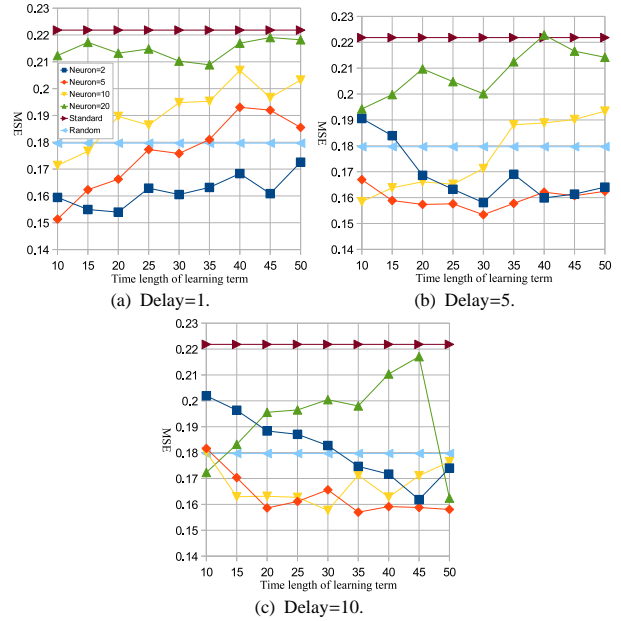 0.23
0.22
0.21
0.2
0.19
0.18
0.17
0.16
0.15
0.14
MSE
Neuron=2
Neuron=5
Neuron=10
Neuron=20
Standard
Random
10 15 20 25 30 35 40 45 50
Time length of learning term
(a) Delay=1.
0.23
0.22
0.21
0.2
0.19
0.18
0.17
0.16
0.15
0.14
MSE
10 15 20 25 30 35 40 45 50
Time length of learning term
(b) Delay=5.
0.23
0.22
0.21
0.2
0.19
0.18
0.17
0.16
0.15
0.14
MSE
10 15 20 25 30 35 40 45 50
Time length of learning term
(c) Delay=10.